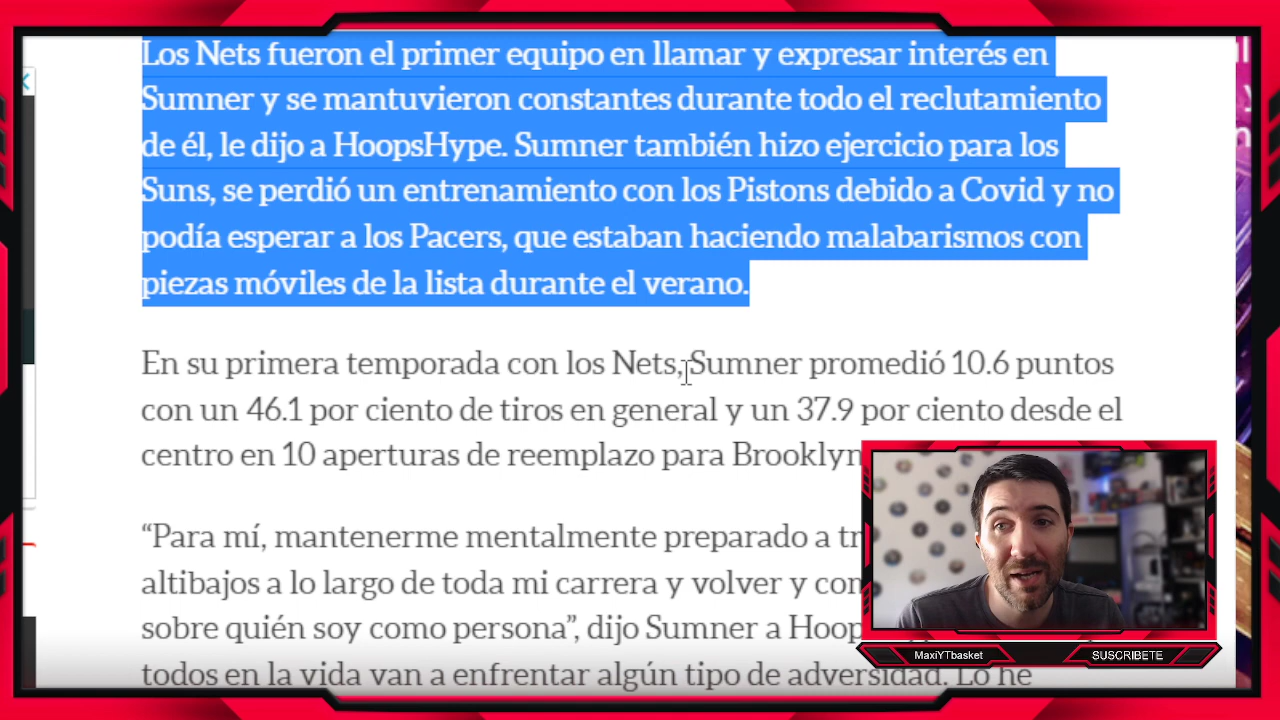 Los Nets fueron el primer equipo en llamar y expresar interés en
Sumner y se mantuvieron constantes durante todo el reclutamiento
de él, le dijo a HoopsHype. Sumner también hizo ejercicio para los
Suns, se perdió un entrenamiento con los Pistons debido a Covid y no
podía esperar a los Pacers, que estaban haciendo malabarismos con
piezas móviles de la lista durante el verano.
En su primera temporada con los Nets, Sumner promedió 10.6 puntos
con un 46.1 por ciento de tiros en general y un 37.9 por ciento desde el
centro en 10 aperturas de reemplazo para Brooklyn
“Para mí, mantenerme mentalmente preparado a
altibajos a lo largo de toda mi carrera y volver y
sobre quién soy como persona”, dijo Sumner a
todos en la vida van a enfrentar algún tipo de adversidad. Lo he
MaxiYTbasket
SUSCRIBETE